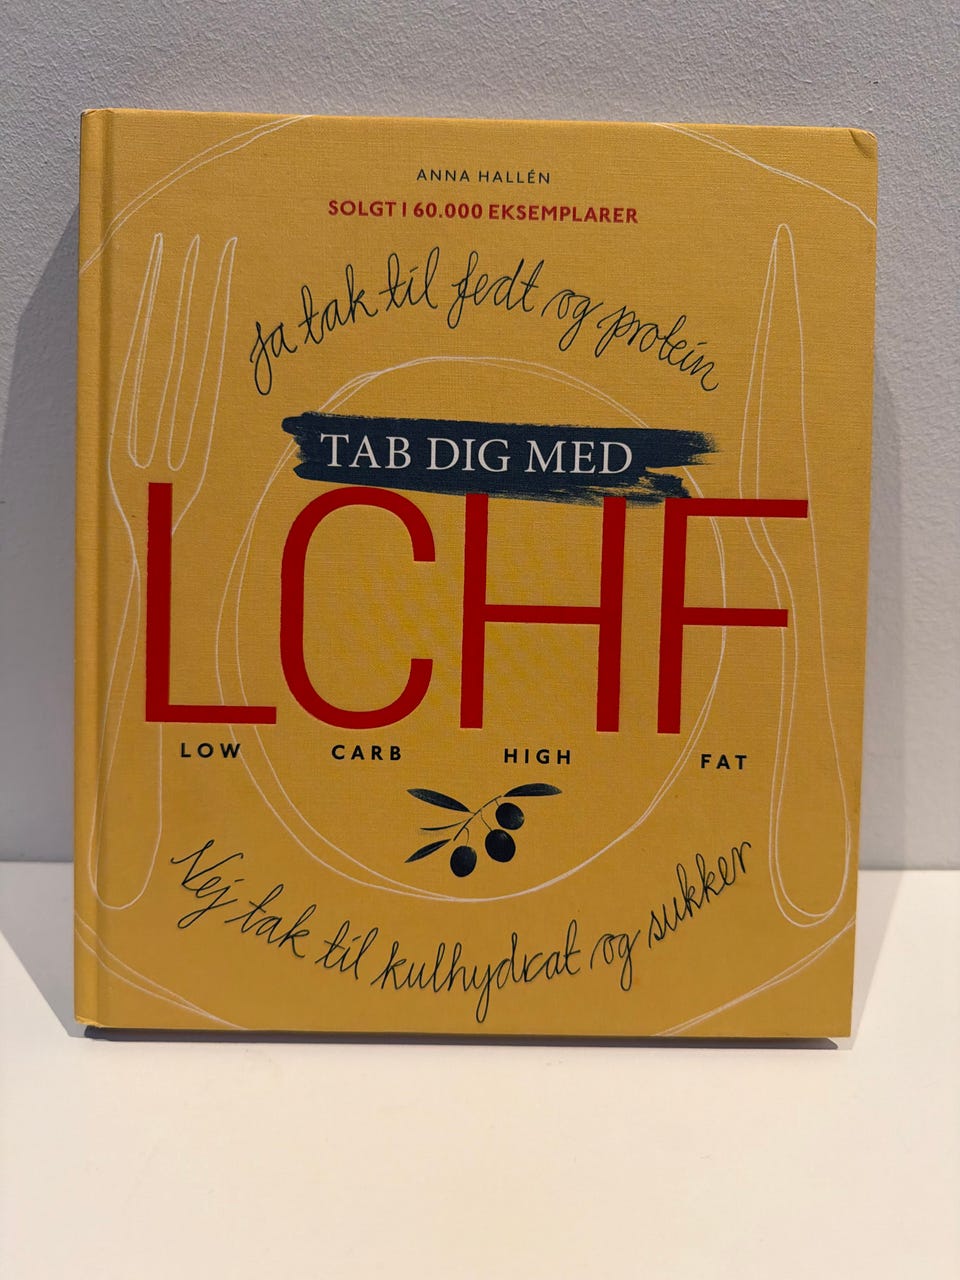 ANNA HALLÉN
SOLGT I 60.000 EKSEMPLARER
Ja tak til fedt og protein
TAB DIG MED
LCHF
LOW CARB HIGH FAT
Nej tak til kulhydrat og sukker